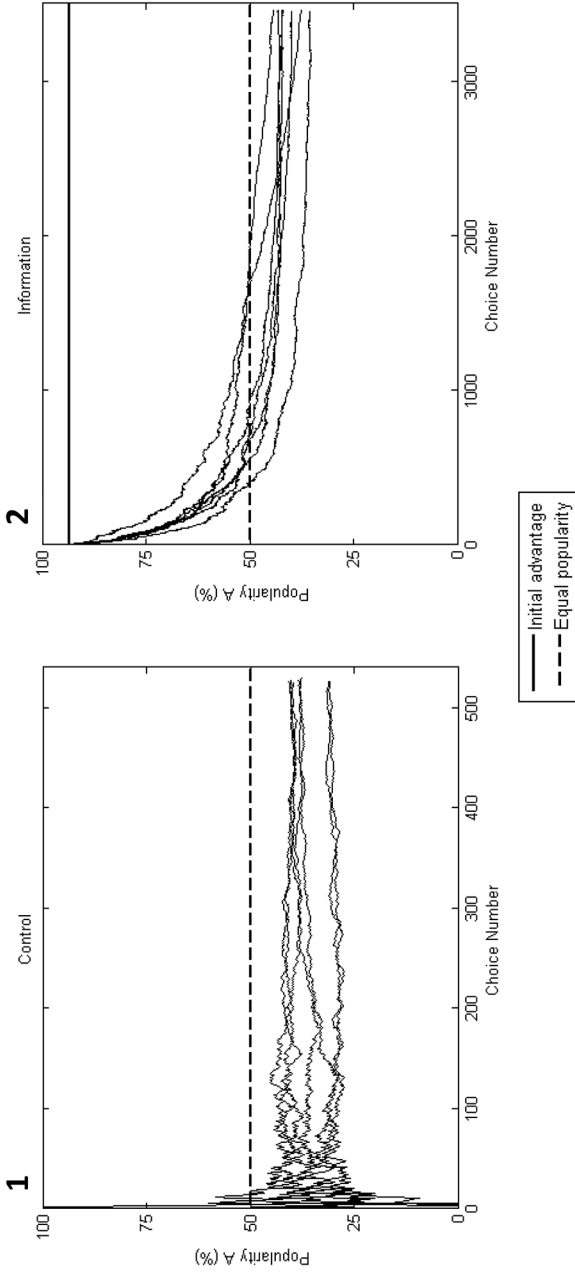 1
Control
Popularity A (%)
100
75
50
25
0
0
100
200
300
400
500
Choice Number
2
Information
Popularity A (%)
100
75
50
25
0
0
1000
2000
3000
Choice Number
Initial advantage
Equal popularity